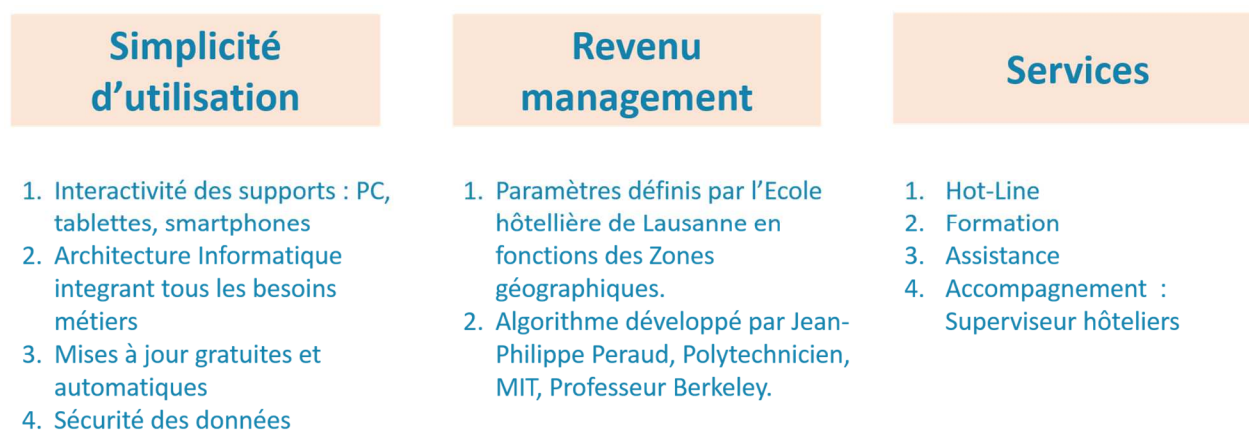 Simplicité
d’utilisation
1. Interactivité des supports : PC,
tablettes, smartphones
2. Architecture Informatique
integrant tous les besoins
métiers
3. Mises à jour gratuites et
automatiques
4. Sécurité des données
Revenu
management
1. Paramètres définis par l’Ecole
hôtellière de Lausanne en
fonctions des Zones
géographiques.
2. Algorithme développé par Jean-
Philippe Peraud, Polytechnicien,
MIT, Professeur Berkeley.
Services
1. Hot-Line
2. Formation
3. Assistance
4. Accompagnement :
Superviseur hôteliers